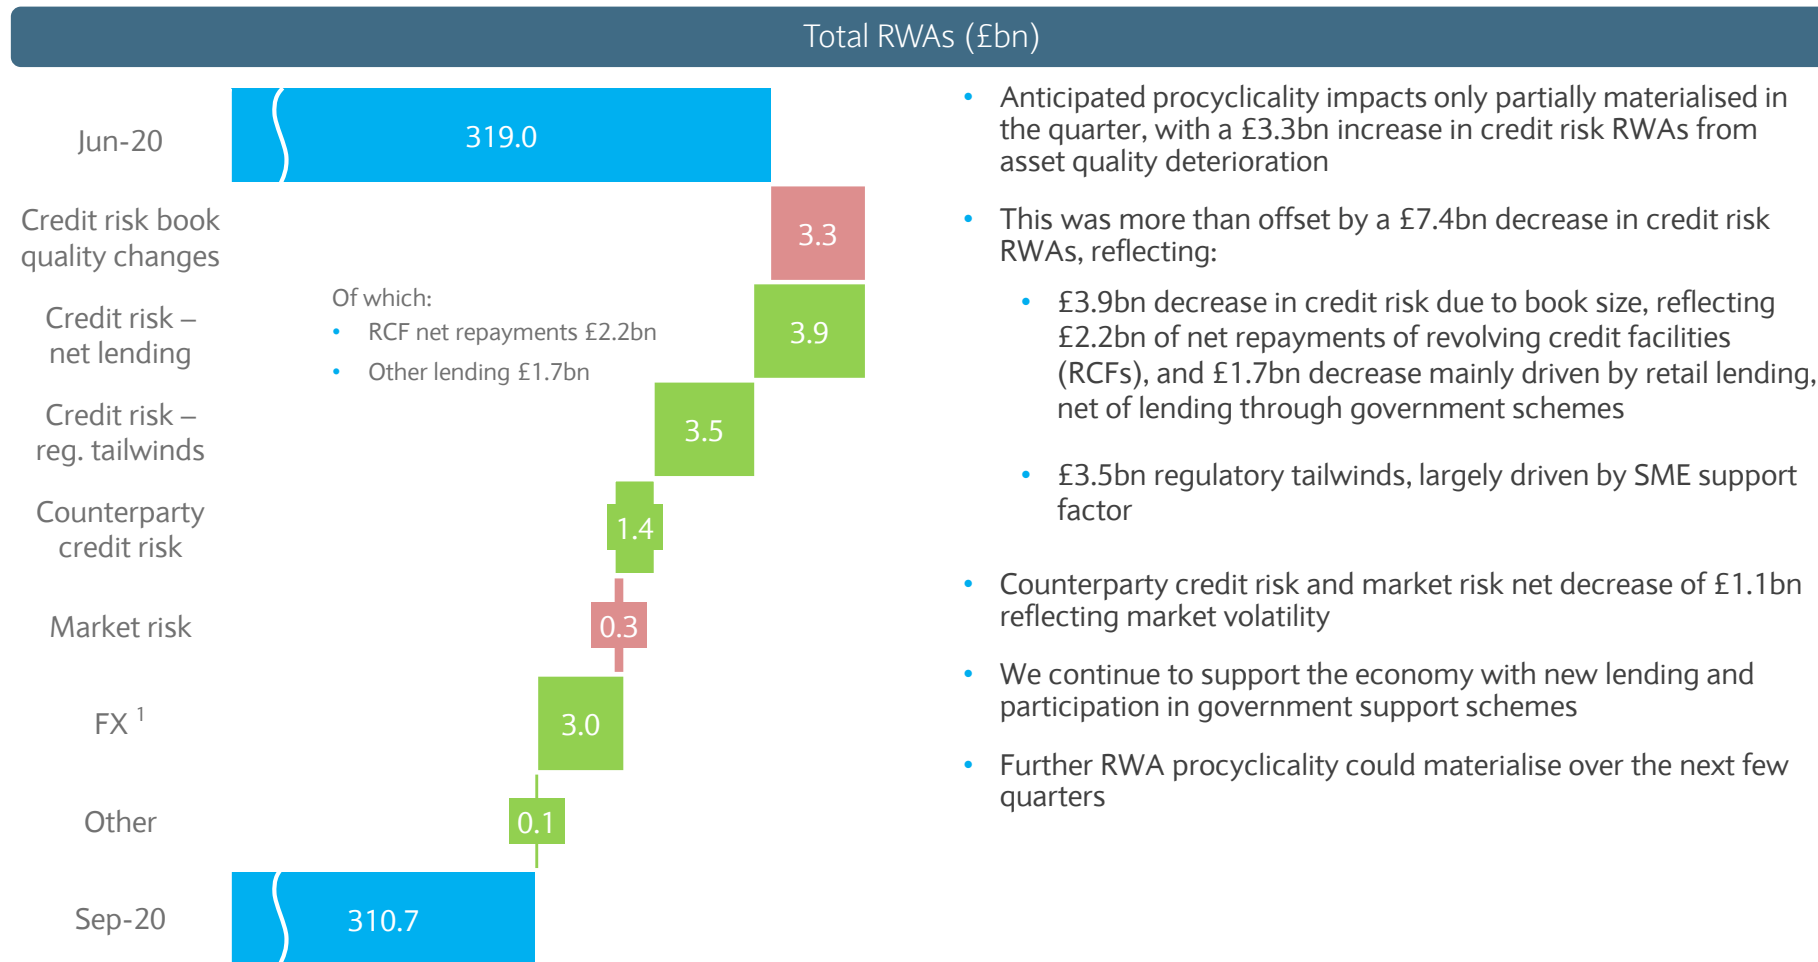 Total RWAs (£bn)
Jun-20
319.0
Credit risk book
quality changes
3.3
Credit risk –
net lending
3.9
Of which:
• RCF net repayments £2.2bn
• Other lending £1.7bn
Credit risk –
reg. tailwinds
3.5
Counterparty
credit risk
1.4
Market risk
0.3
FX 1
3.0
Other
0.1
Sep-20
310.7
• Anticipated procyclicality impacts only partially materialised in
the quarter, with a £3.3bn increase in credit risk RWAs from
asset quality deterioration
• This was more than offset by a £7.4bn decrease in credit risk
RWAs, reflecting:
• £3.9bn decrease in credit risk due to book size, reflecting
£2.2bn of net repayments of revolving credit facilities
(RCFs), and £1.7bn decrease mainly driven by retail lending,
net of lending through government schemes
• £3.5bn regulatory tailwinds, largely driven by SME support
factor
• Counterparty credit risk and market risk net decrease of £1.1bn
reflecting market volatility
• We continue to support the economy with new lending and
participation in government support schemes
• Further RWA procyclicality could materialise over the next few
quarters